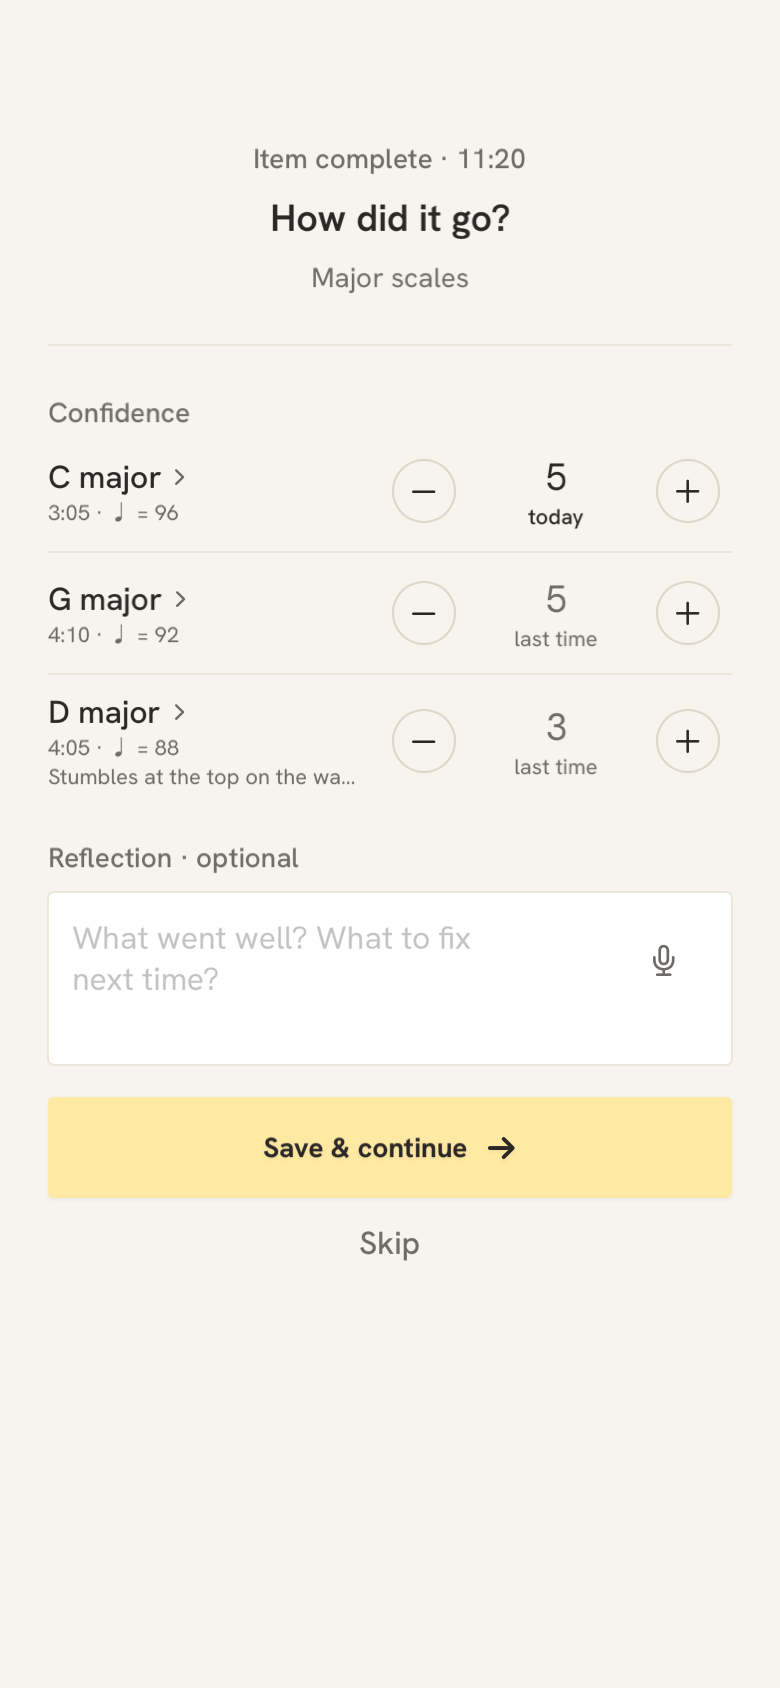 Item complete · 11:20
How did it go?
Major scales
Confidence
C major
3:05 · ♩ = 96
5
today
G major
4:10 · ♩ = 92
5
last time
D major
4:05 · ♩ = 88
Stumbles at the top on the wa...
3
last time
Reflection · optional
What went well? What to fix
next time?
Save & continue →
Skip